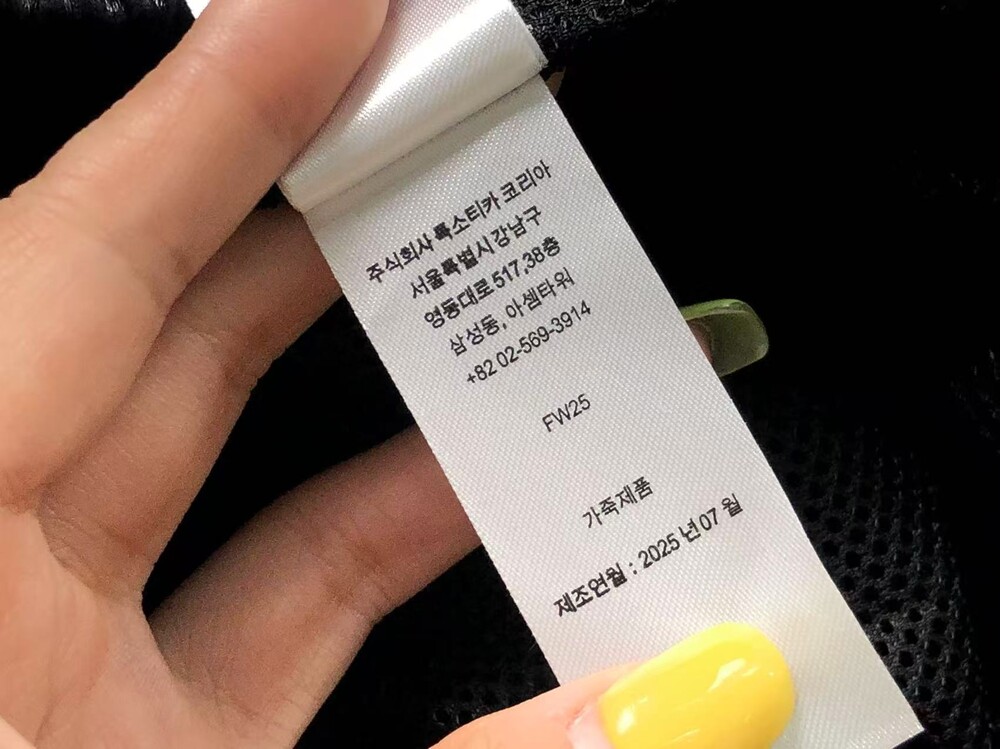 주식회사 록소티카 코리아
서울특별시 강남구
영동대로 517,38층
삼성동, 아셈타워
+82 02-569-3914
FW25
가죽제품
제조연월 : 2025 년 07 월